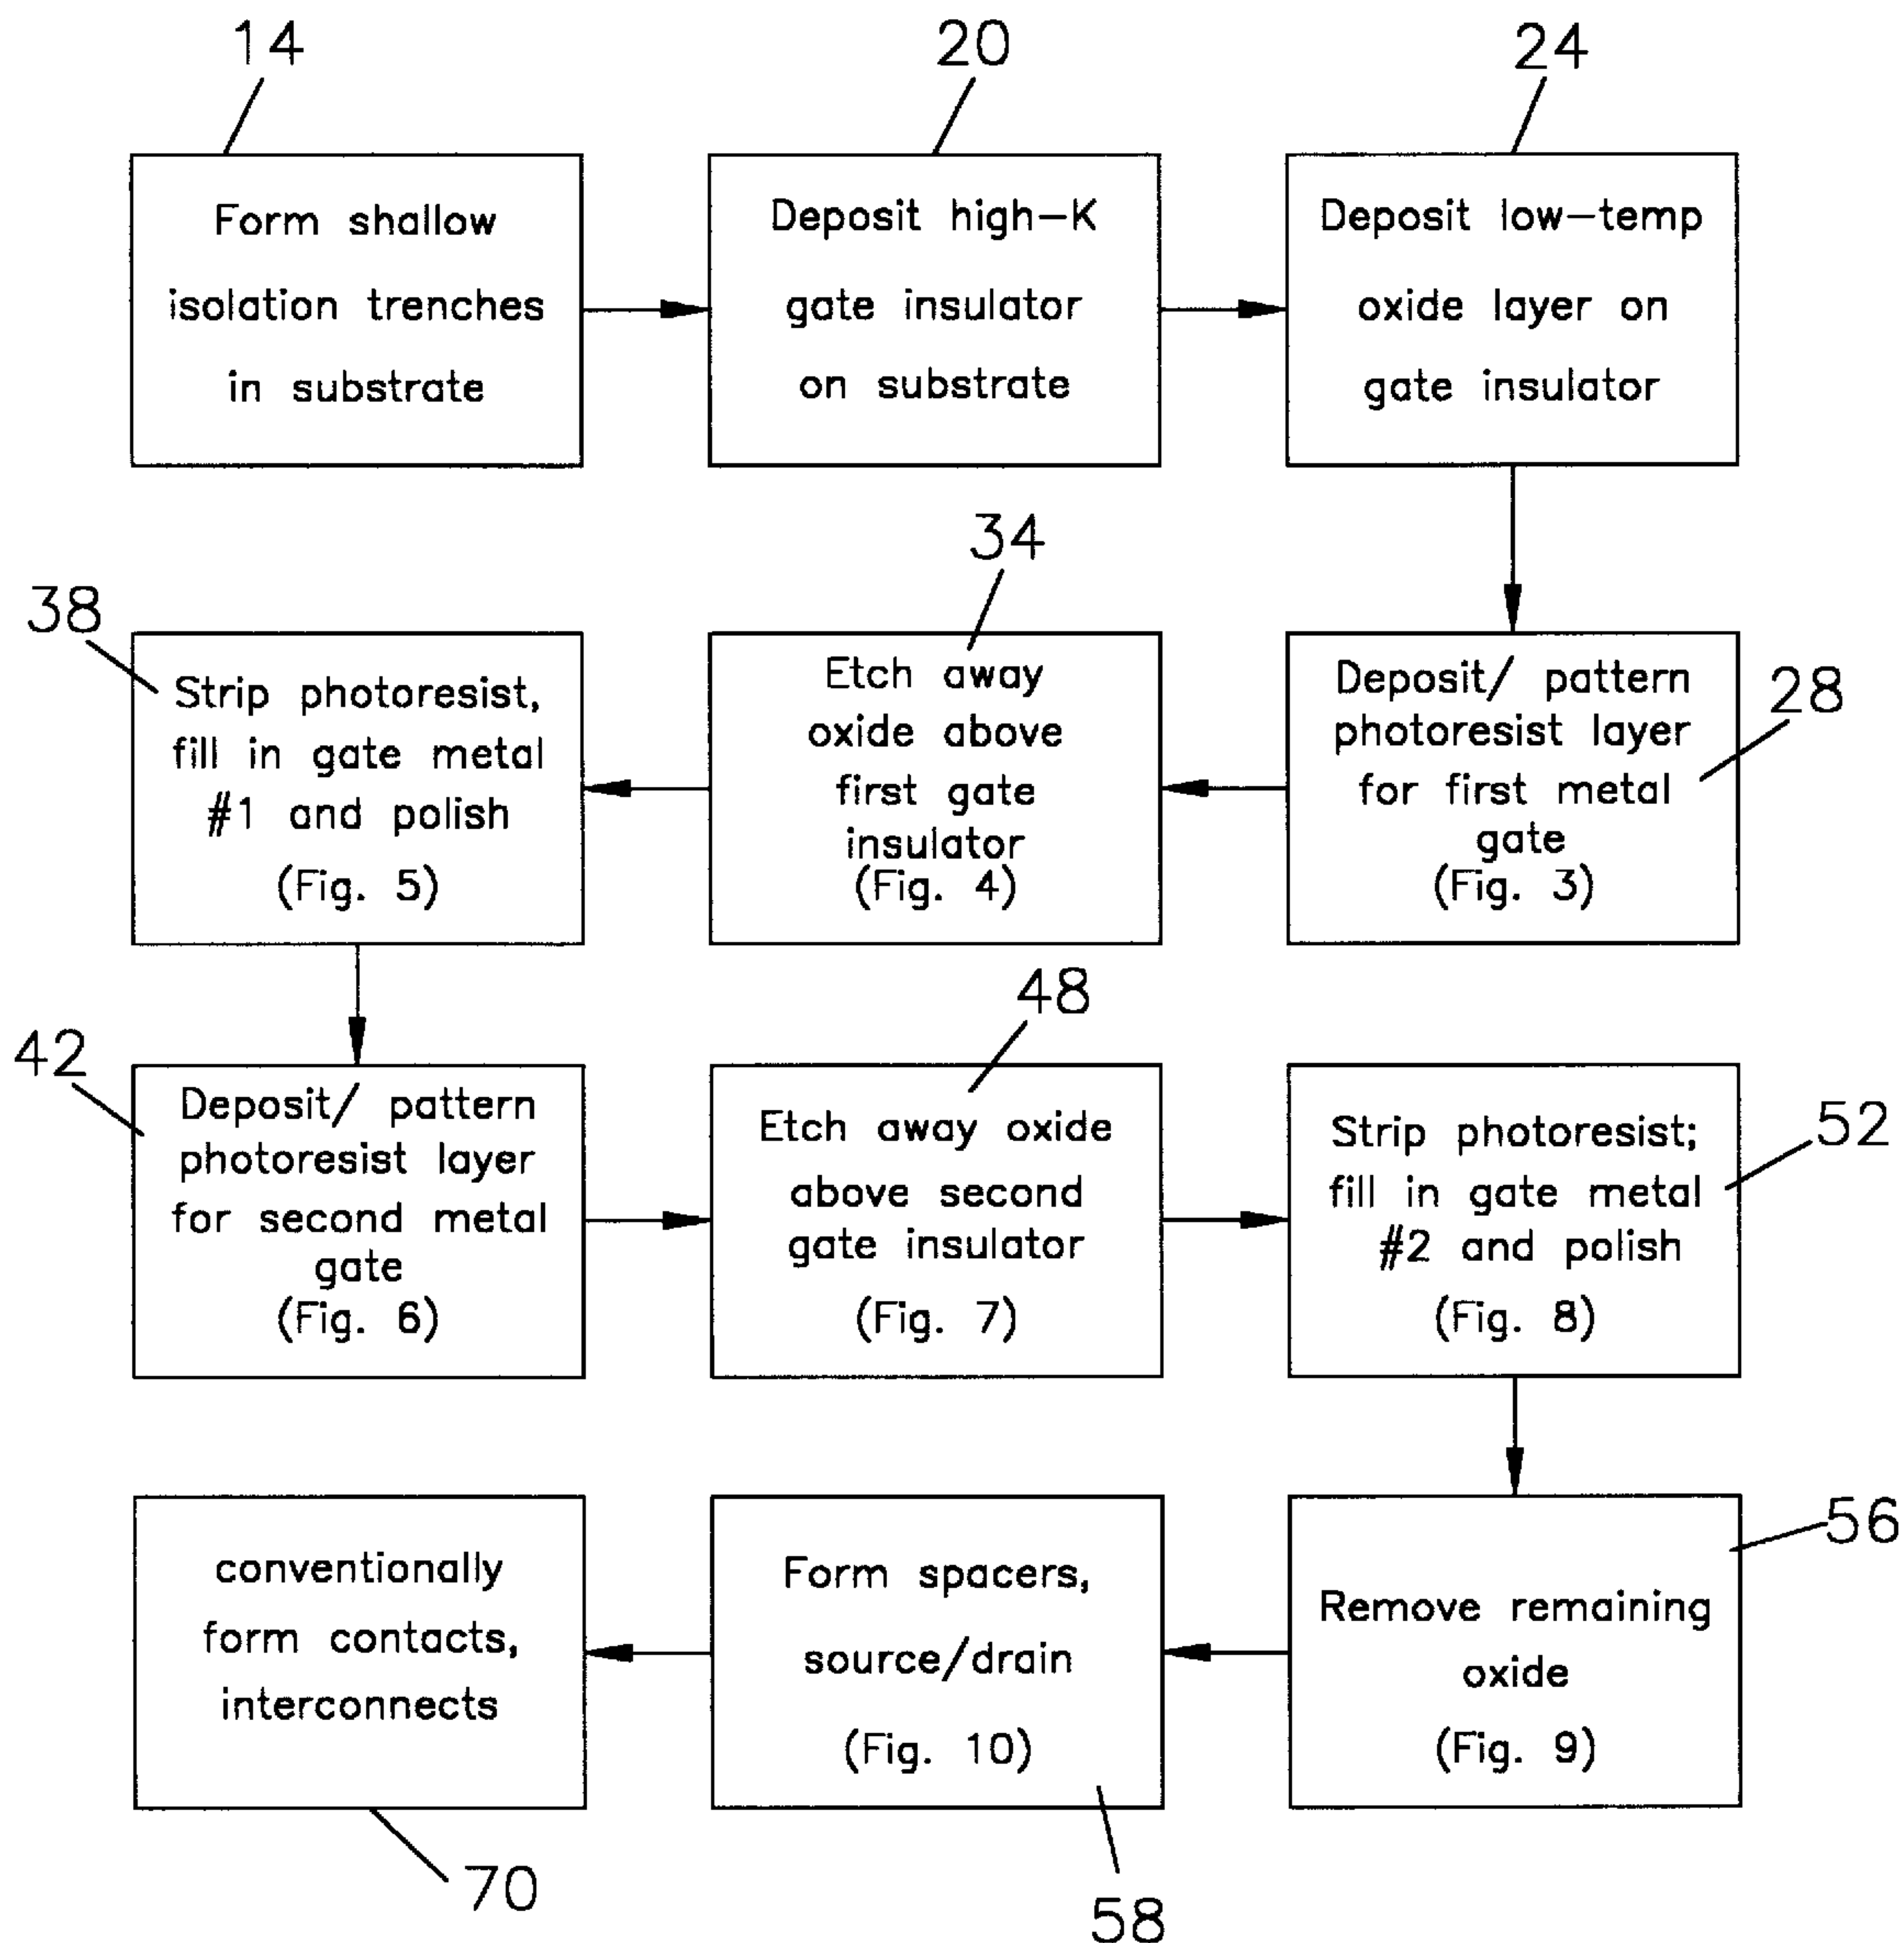 14
Form shallow
isolation trenches
in substrate
20
Deposit high-K
gate insulator
on substrate
24
Deposit low-temp
oxide layer on
gate insulator
28
Deposit/ pattern
photoresist layer
for first metal
gate
(Fig. 3)
34
Etch away
oxide above
first gate
insulator
(Fig. 4)
38
Strip photoresist,
fill in gate metal
#1 and polish
(Fig. 5)
42
Deposit/ pattern
photoresist layer
for second metal
gate
(Fig. 6)
48
Etch away oxide
above second
gate insulator
(Fig. 7)
52
Strip photoresist;
fill in gate metal
#2 and polish
(Fig. 8)
56
Remove remaining
oxide
(Fig. 9)
58
Form spacers,
source/drain
(Fig. 10)
70
conventionally
form contacts,
interconnects